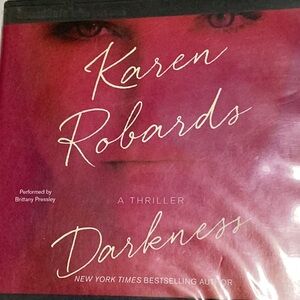 Karen
Robards
Performed by
Brittany Pressley
A THRILLER
Darkness
NEW YORK TIMES BESTSELLING AUTHOR